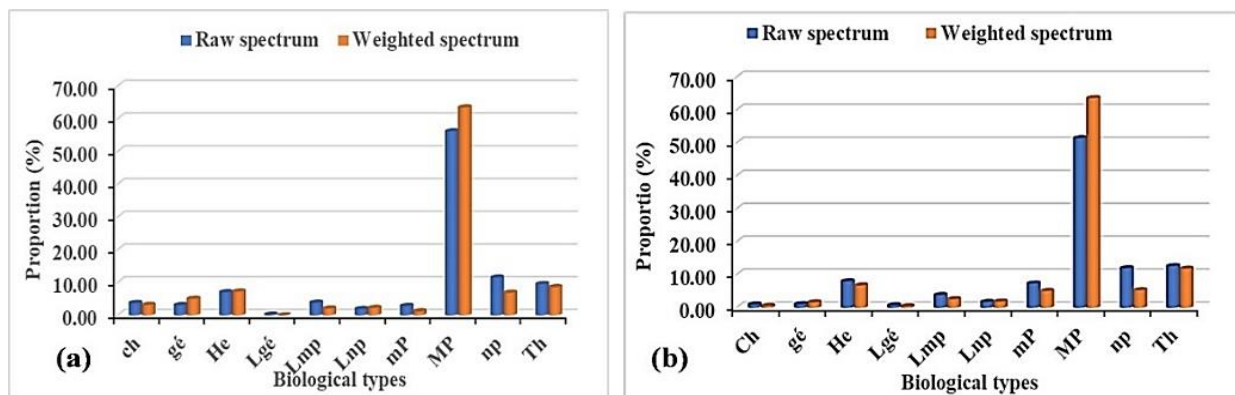 Raw spectrum Weighted spectrum
Proportion (%)
70.00
60.00
50.00
40.00
30.00
20.00
10.00
0.00
ch gé He Lgé Lmp Lnp mP MP np Th
Biological types
(a)
Raw spectrum Weighted spectrum
Proportio (%)
70.00
60.00
50.00
40.00
30.00
20.00
10.00
0.00
Ch gé He Lgé Lmp Lnp mP MP np Th
Biological types
(b)